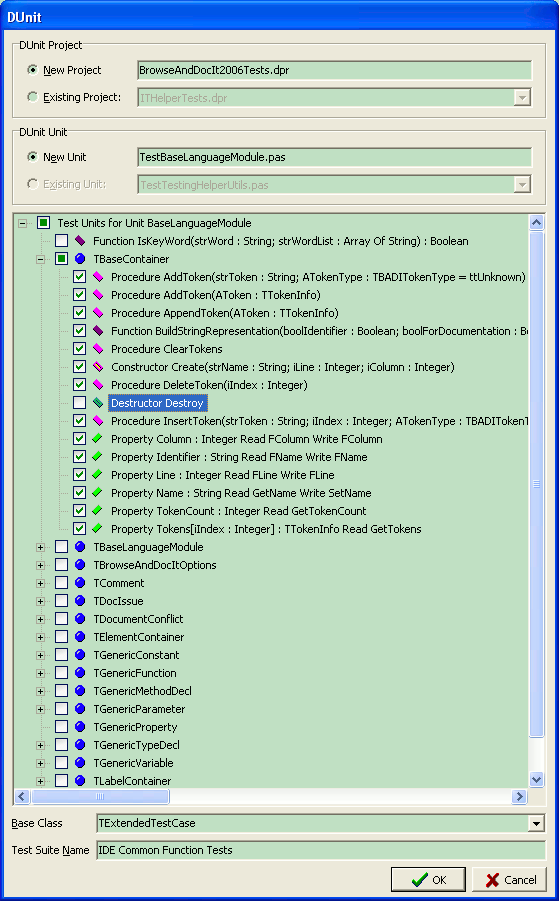 DUnit
DUnit Project
New Project
BrowseAndDocIt2006Tests.dpr
Existing Project:
ITHelperTests.dpr
DUnit Unit
New Unit
TestBaseLanguageModule.pas
Existing Unit:
TestTestingHelperUtils.pas
Test Units for Unit BaseLanguageModule
Function IsKeyWord(strWord : String; strWordList : Array Of String) : Boolean
TBaseContainer
Procedure AddToken(strToken : String; ATokenType : TBADITokenType = ttUnknown)
Procedure AddToken(AToken : TTokenInfo)
Procedure AppendToken(AToken : TTokenInfo)
Function BuildStringRepresentation(boolIdentifier : Boolean; boolForDocumentation : Bo
Procedure ClearTokens
Constructor Create(strName : String; iLine : Integer; iColumn : Integer)
Procedure DeleteToken(iIndex : Integer)
Destructor Destroy
Procedure InsertToken(strToken : String; iIndex : Integer; ATokenType : TBADITokenT
Property Column : Integer Read FColumn Write FColumn
Property Identifier : String Read FName Write FName
Property Line : Integer Read FLine Write FLine
Property Name : String Read GetName Write SetName
Property TokenCount : Integer Read GetTokenCount
Property Tokens[iIndex : Integer] : TTokenInfo Read GetTokens
TBaseLanguageModule
TBrowseAndDocItOptions
TComment
TDocIssue
TDocumentConflict
TElementContainer
TGenericConstant
TGenericFunction
TGenericMethodDecl
TGenericParameter
TGenericProperty
TGenericTypeDecl
TGenericVariable
TLabelContainer
Base Class
TExtendedTestCase
Test Suite Name
IDE Common Function Tests
OK
Cancel